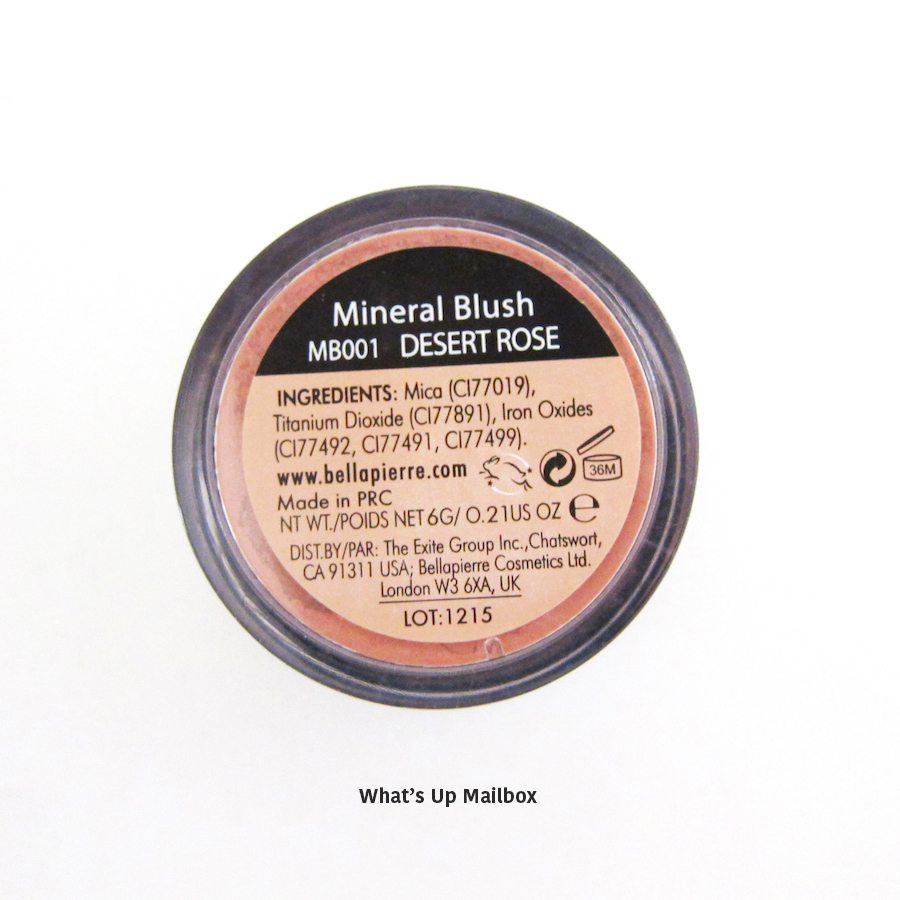 Mineral Blush
MB001 DESERT ROSE
INGREDIENTS: Mica (CI77019),
Titanium Dioxide (CI77891), Iron Oxides
(CI77492, CI77491, CI77499).
www.bellapierre.com
36M
Made in PRC
NT WT./POIDS NET 6G/ O.21US OZ e
DIST.BY/PAR: The Exite Group Inc.,Chatswort,
CA 91311 USA; Bellapierre Cosmetics Ltd.
London W3 6XA, UK
LOT:1215
What's Up Mailbox